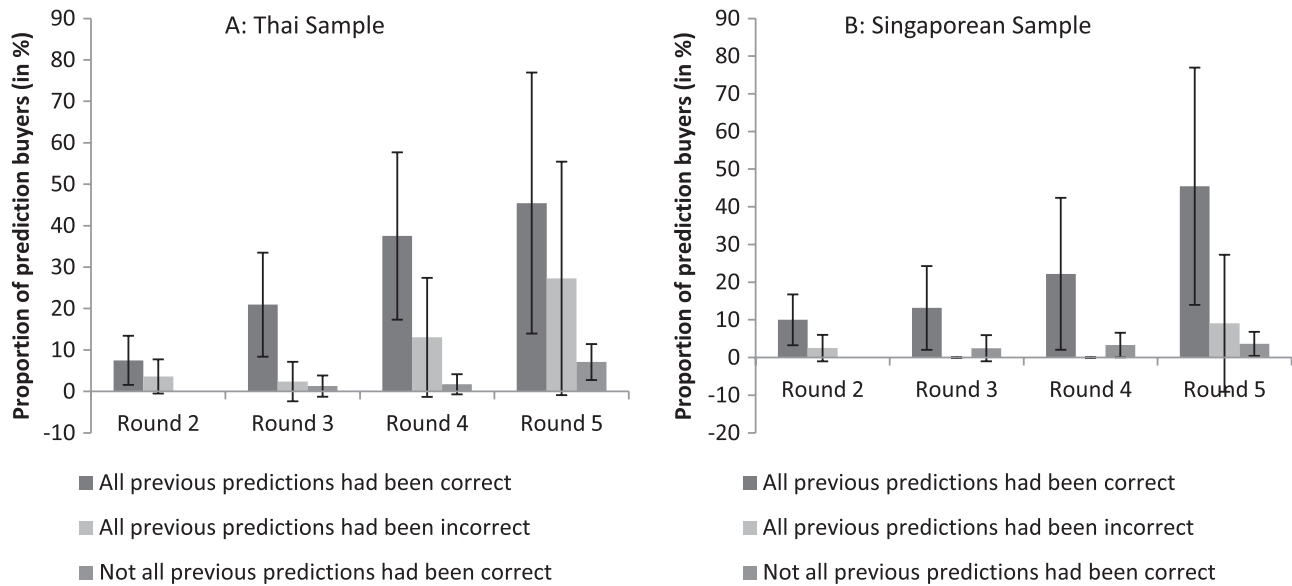 A: Thai Sample
Proportion of prediction buyers (in %)
90
80
70
60
50
40
30
20
10
0
-10
Round 2 Round 3 Round 4 Round 5
All previous predictions had been correct
All previous predictions had been incorrect
Not all previous predictions had been correct
B: Singaporean Sample
Proportion of prediction buyers (in %)
90
80
70
60
50
40
30
20
10
0
-10
-20
Round 2 Round 3 Round 4 Round 5
All previous predictions had been correct
All previous predictions had been incorrect
Not all previous predictions had been correct